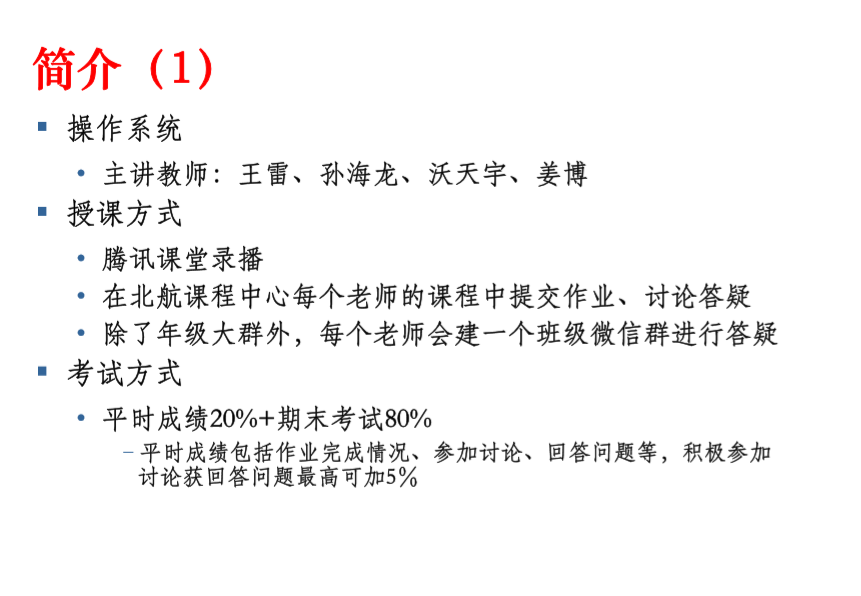 简介（1）
▪ 操作系统
• 主讲教师：王雷、孙海龙、沃天宇、姜博
▪ 授课方式
• 腾讯课堂录播
• 在北航课程中心每个老师的课程中提交作业、讨论答疑
• 除了年级大群外，每个老师会建一个班级微信群进行答疑
▪ 考试方式
• 平时成绩20%+期末考试80%
– 平时成绩包括作业完成情况、参加讨论、回答问题等，积极参加
讨论获回答问题最高可加5%